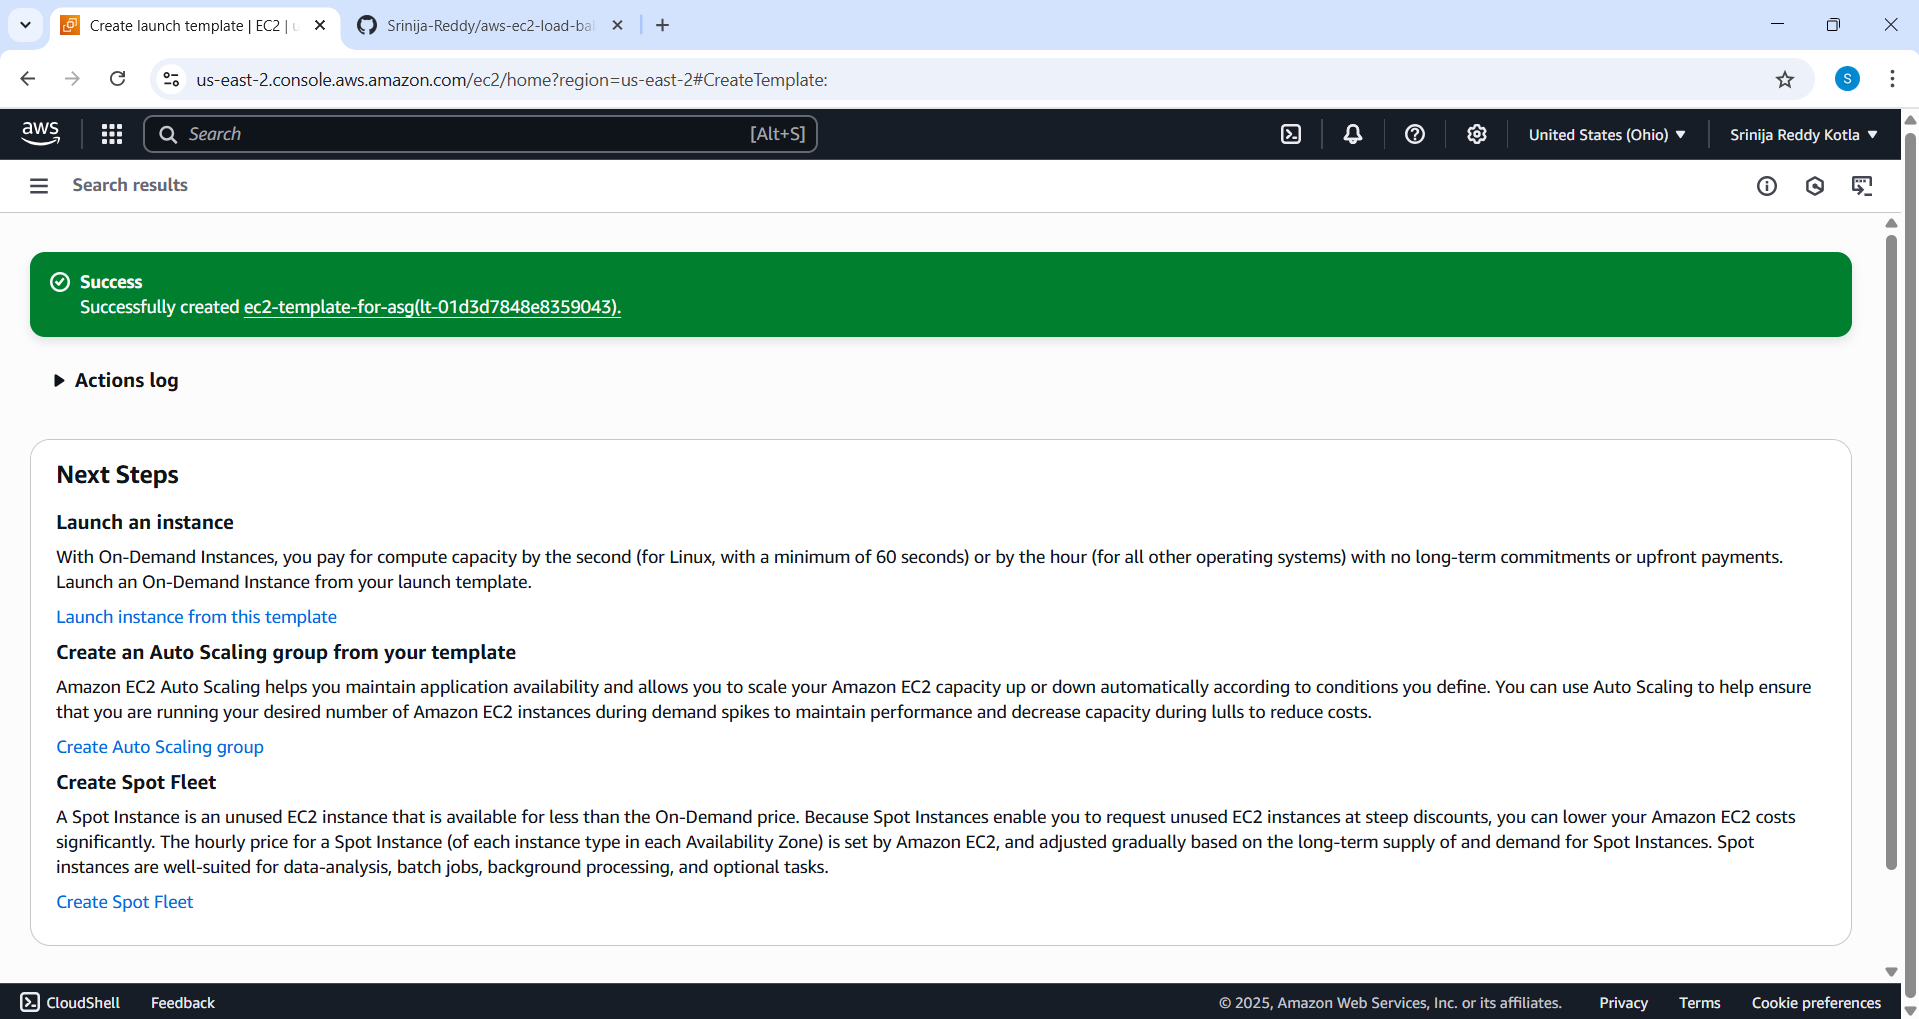 Create launch template | EC2 | u
Srinija-Reddy/aws-ec2-load-bal
us-east-2.console.aws.amazon.com/ec2/home?region=us-east-2#CreateTemplate:
S
aws
Search
[Alt+S]
United States (Ohio)
Srinija Reddy Kotla
Search results
Success
Successfully created ec2-template-for-asg(lt-01d3d7848e8359043).
Actions log
Next Steps
Launch an instance
With On-Demand Instances, you pay for compute capacity by the second (for Linux, with a minimum of 60 seconds) or by the hour (for all other operating systems) with no long-term commitments or upfront payments.
Launch an On-Demand Instance from your launch template.
Launch instance from this template
Create an Auto Scaling group from your template
Amazon EC2 Auto Scaling helps you maintain application availability and allows you to scale your Amazon EC2 capacity up or down automatically according to conditions you define. You can use Auto Scaling to help ensure
that you are running your desired number of Amazon EC2 instances during demand spikes to maintain performance and decrease capacity during lulls to reduce costs.
Create Auto Scaling group
Create Spot Fleet
A Spot Instance is an unused EC2 instance that is available for less than the On-Demand price. Because Spot Instances enable you to request unused EC2 instances at steep discounts, you can lower your Amazon EC2 costs
significantly. The hourly price for a Spot Instance (of each instance type in each Availability Zone) is set by Amazon EC2, and adjusted gradually based on the long-term supply of and demand for Spot Instances. Spot
instances are well-suited for data-analysis, batch jobs, background processing, and optional tasks.
Create Spot Fleet
CloudShell
Feedback
© 2025, Amazon Web Services, Inc. or its affiliates.
Privacy
Terms
Cookie preferences